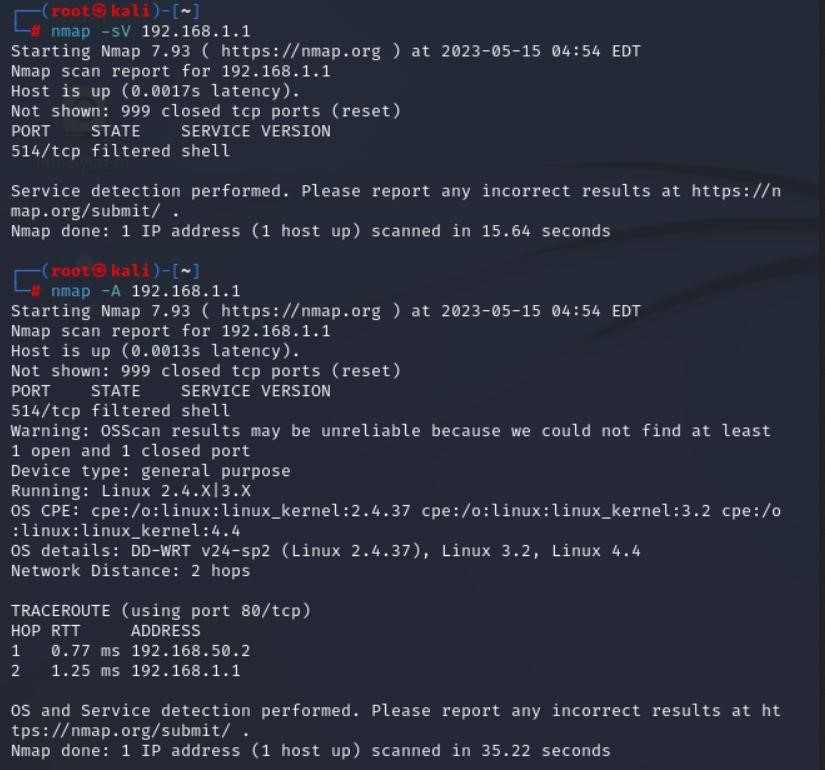 ┌──(root㉿kali)-[~]
└─# nmap -sV 192.168.1.1
Starting Nmap 7.93 ( https://nmap.org ) at 2023-05-15 04:54 EDT
Nmap scan report for 192.168.1.1
Host is up (0.0017s latency).
Not shown: 999 closed tcp ports (reset)
PORT    STATE    SERVICE VERSION
514/tcp filtered shell

Service detection performed. Please report any incorrect results at https://n
map.org/submit/ .
Nmap done: 1 IP address (1 host up) scanned in 15.64 seconds

┌──(root㉿kali)-[~]
└─# nmap -A 192.168.1.1
Starting Nmap 7.93 ( https://nmap.org ) at 2023-05-15 04:54 EDT
Nmap scan report for 192.168.1.1
Host is up (0.0013s latency).
Not shown: 999 closed tcp ports (reset)
PORT    STATE    SERVICE VERSION
514/tcp filtered shell
Warning: OSScan results may be unreliable because we could not find at least
1 open and 1 closed port
Device type: general purpose
Running: Linux 2.4.X|3.X
OS CPE: cpe:/o:linux:linux_kernel:2.4.37 cpe:/o:linux:linux_kernel:3.2 cpe:/o
:linux:linux_kernel:4.4
OS details: DD-WRT v24-sp2 (Linux 2.4.37), Linux 3.2, Linux 4.4
Network Distance: 2 hops

TRACEROUTE (using port 80/tcp)
HOP RTT     ADDRESS
1   0.77 ms 192.168.50.2
2   1.25 ms 192.168.1.1

OS and Service detection performed. Please report any incorrect results at ht
tps://nmap.org/submit/ .
Nmap done: 1 IP address (1 host up) scanned in 35.22 seconds